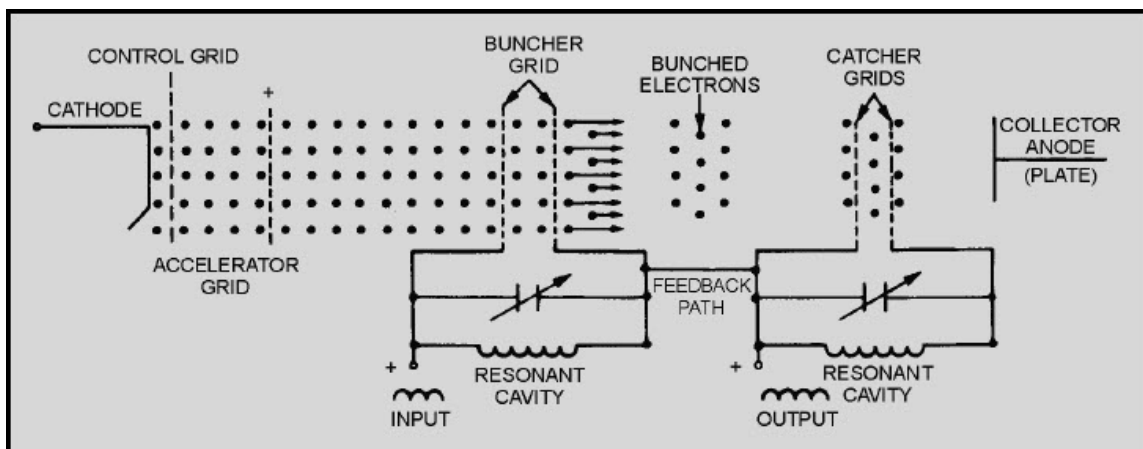 CONTROL GRID
CATHODE
+
ACCELERATOR
GRID
BUNCHER
GRID
BUNCHED
ELECTRONS
CATCHER
GRIDS
COLLECTOR
ANODE
(PLATE)
FEEDBACK
PATH
+
INPUT
RESONANT
CAVITY
+
OUTPUT
RESONANT
CAVITY